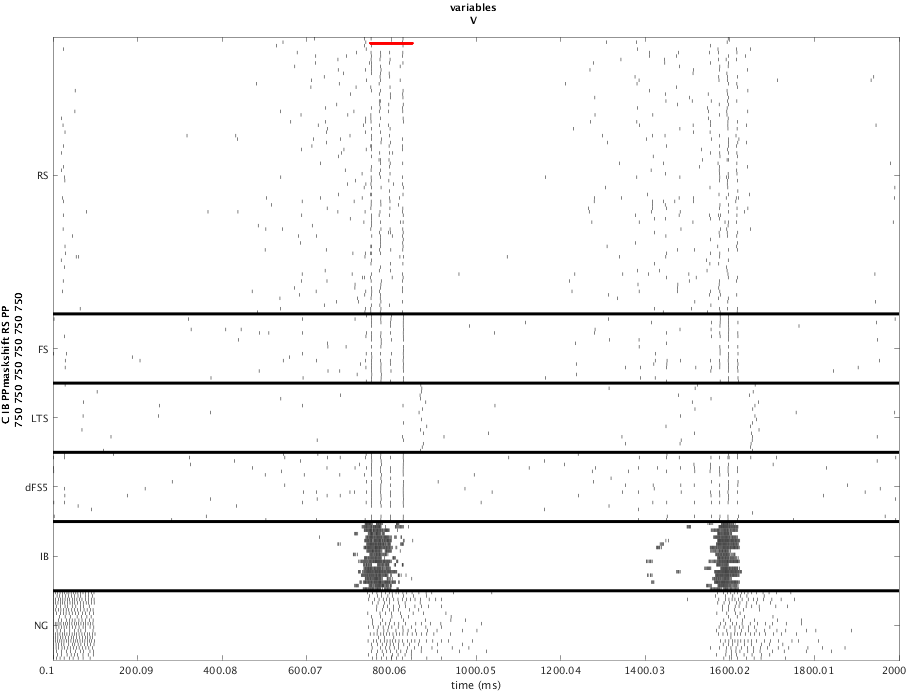 variables
V
C IB PPmaskshift RS PP
750 750 750 750 750 750
RS
FS
LTS
dFS5
IB
NG
0.1 200.09 400.08 600.07 800.06 1000.05 1200.04 1400.03 1600.02 1800.01 2000
time (ms)